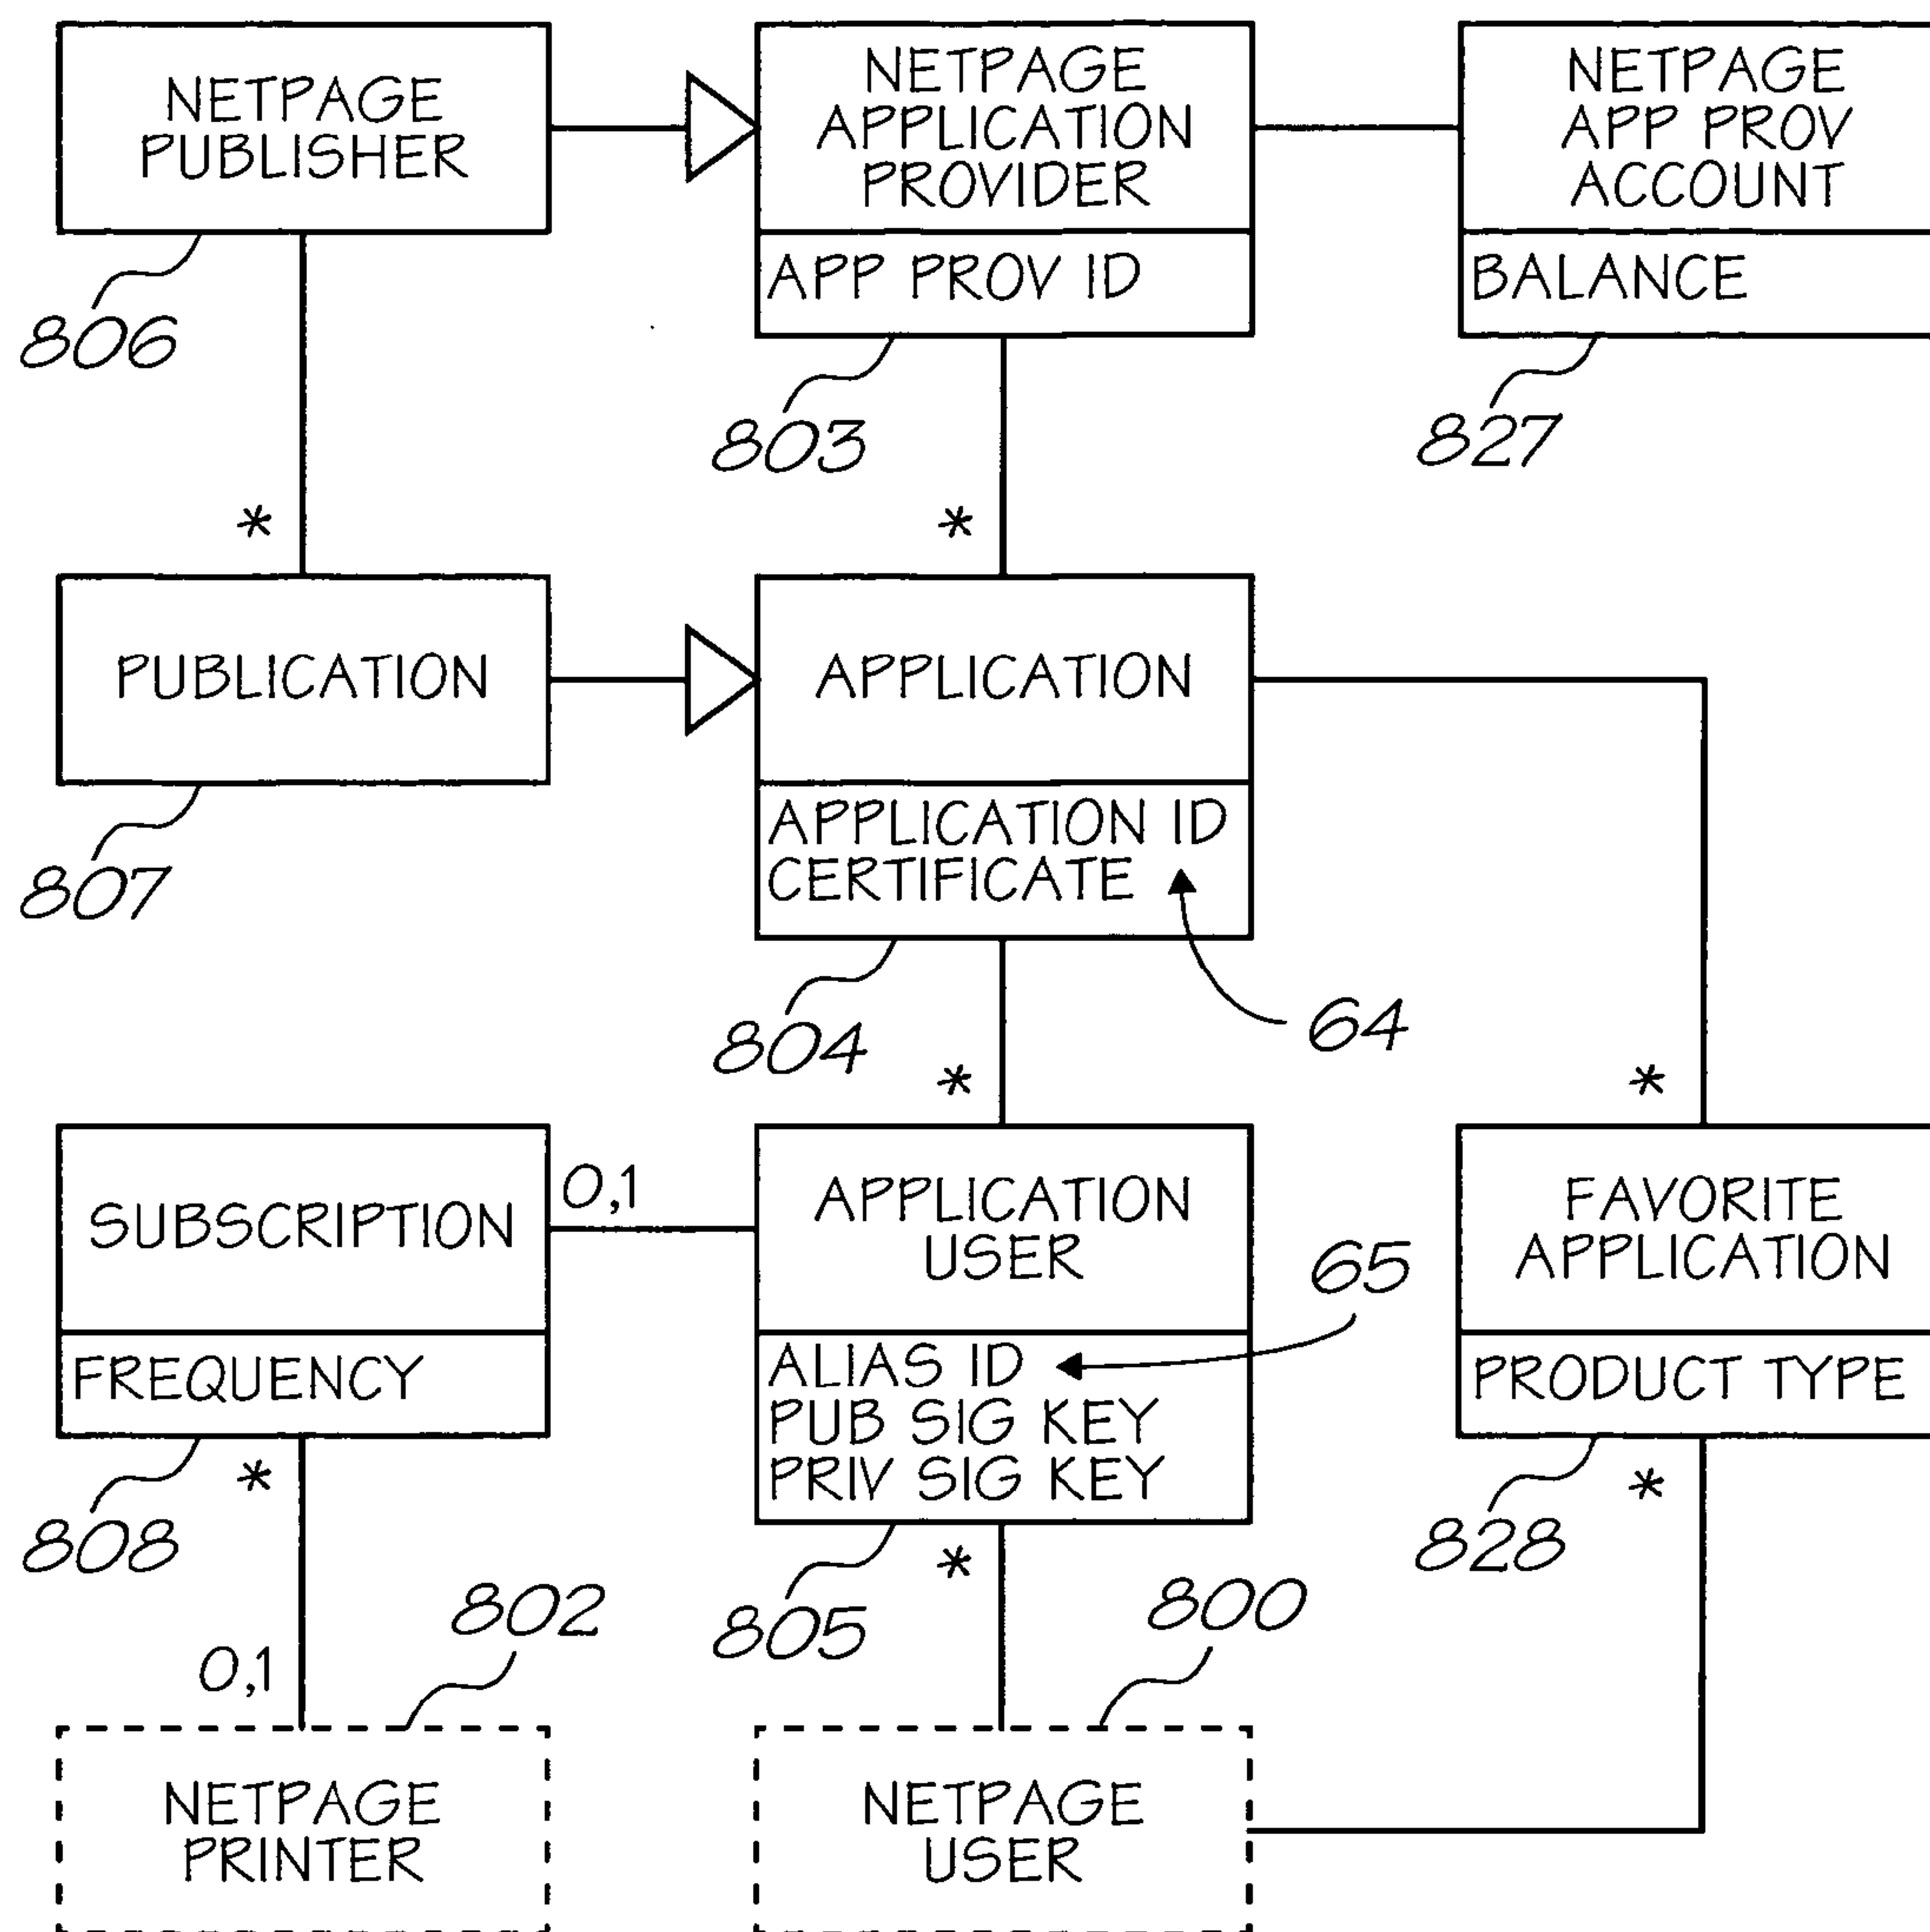 NETPAGE
PUBLISHER
806
NETPAGE
APPLICATION
PROVIDER
APP PROV ID
803
NETPAGE
APP PROV
ACCOUNT
BALANCE
827
*
*
PUBLICATION
807
APPLICATION
APPLICATION ID
CERTIFICATE
804
64
*
*
SUBSCRIPTION
0,1
FREQUENCY
808
APPLICATION
USER
65
ALIAS ID
PUB SIG KEY
PRIV SIG KEY
805
FAVORITE
APPLICATION
PRODUCT TYPE
828
*
*
*
802
800
0,1
NETPAGE
PRINTER
NETPAGE
USER